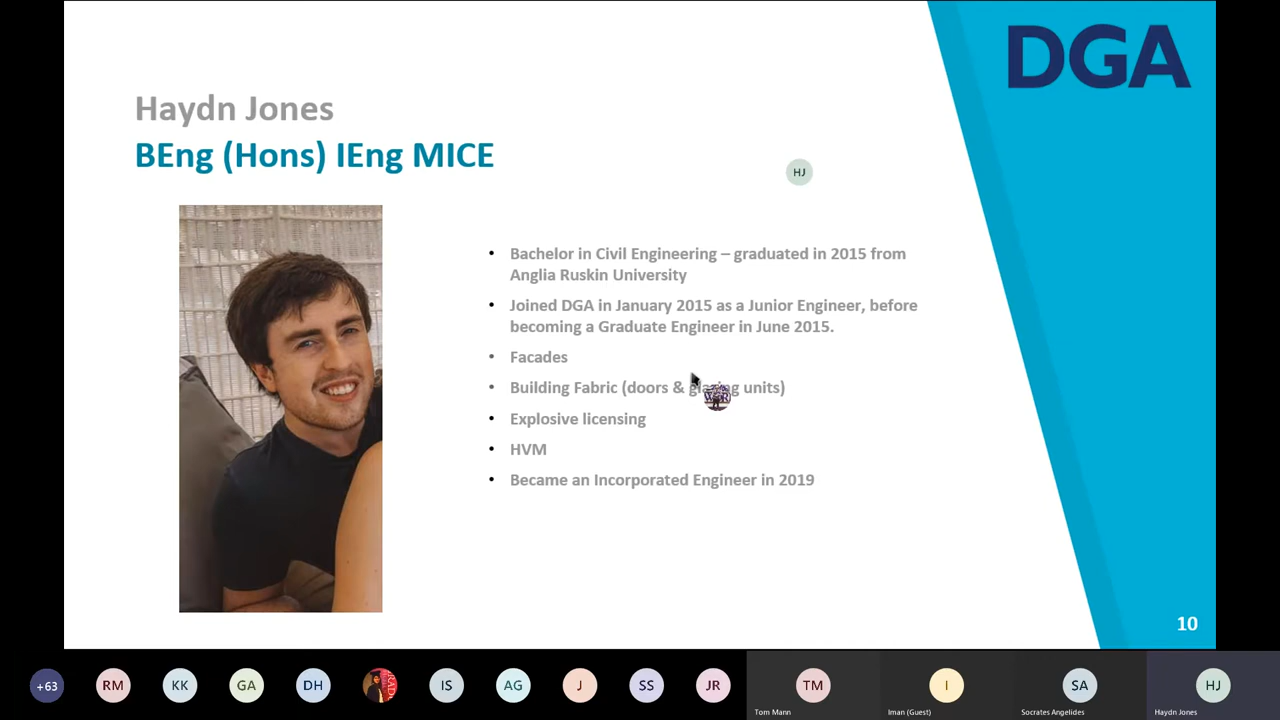 DGA
Haydn Jones
BEng (Hons) IEng MICE
HJ
• Bachelor in Civil Engineering – graduated in 2015 from
Anglia Ruskin University
• Joined DGA in January 2015 as a Junior Engineer, before
becoming a Graduate Engineer in June 2015.
• Facades
• Building Fabric (doors & glazing units)
• Explosive licensing
• HVM
• Became an Incorporated Engineer in 2019
10
+63 RM KK GA DH IS AG J SS JR TM I SA HJ
Tom Mann Iman (Guest) Socrates Angelides Haydn Jones